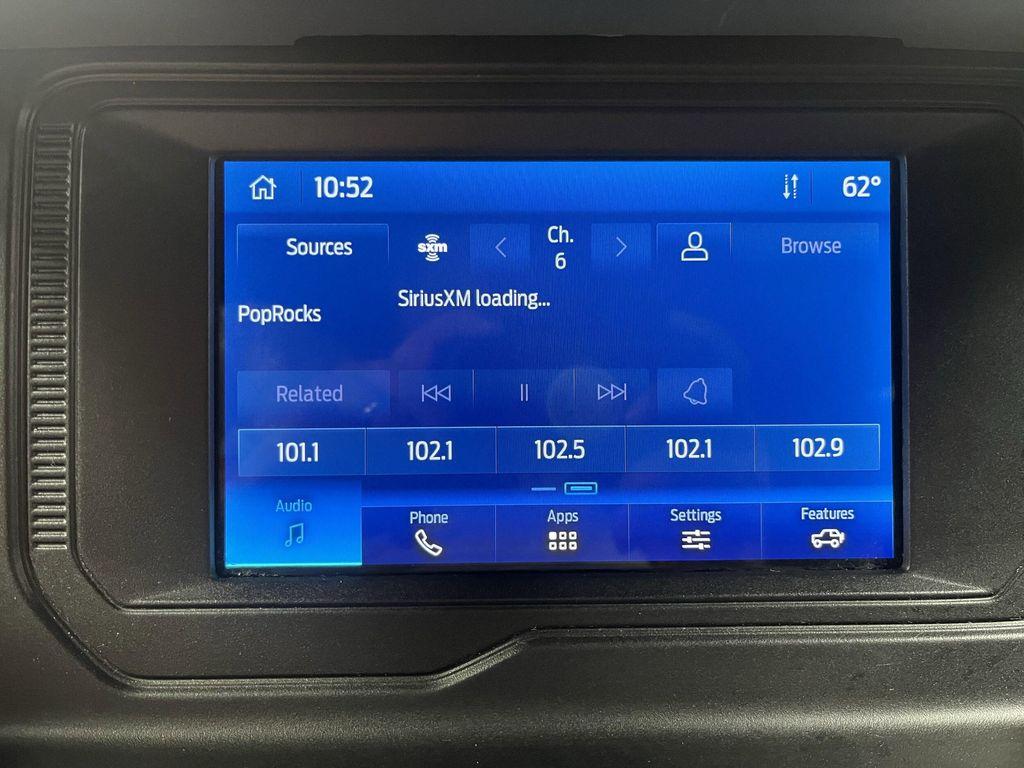 10:52
62°
Sources
sxm
Ch.
6
Browse
SiriusXM loading...
PopRocks
Related
101.1
102.1
102.5
102.1
102.9
Audio
Phone
Apps
Settings
Features